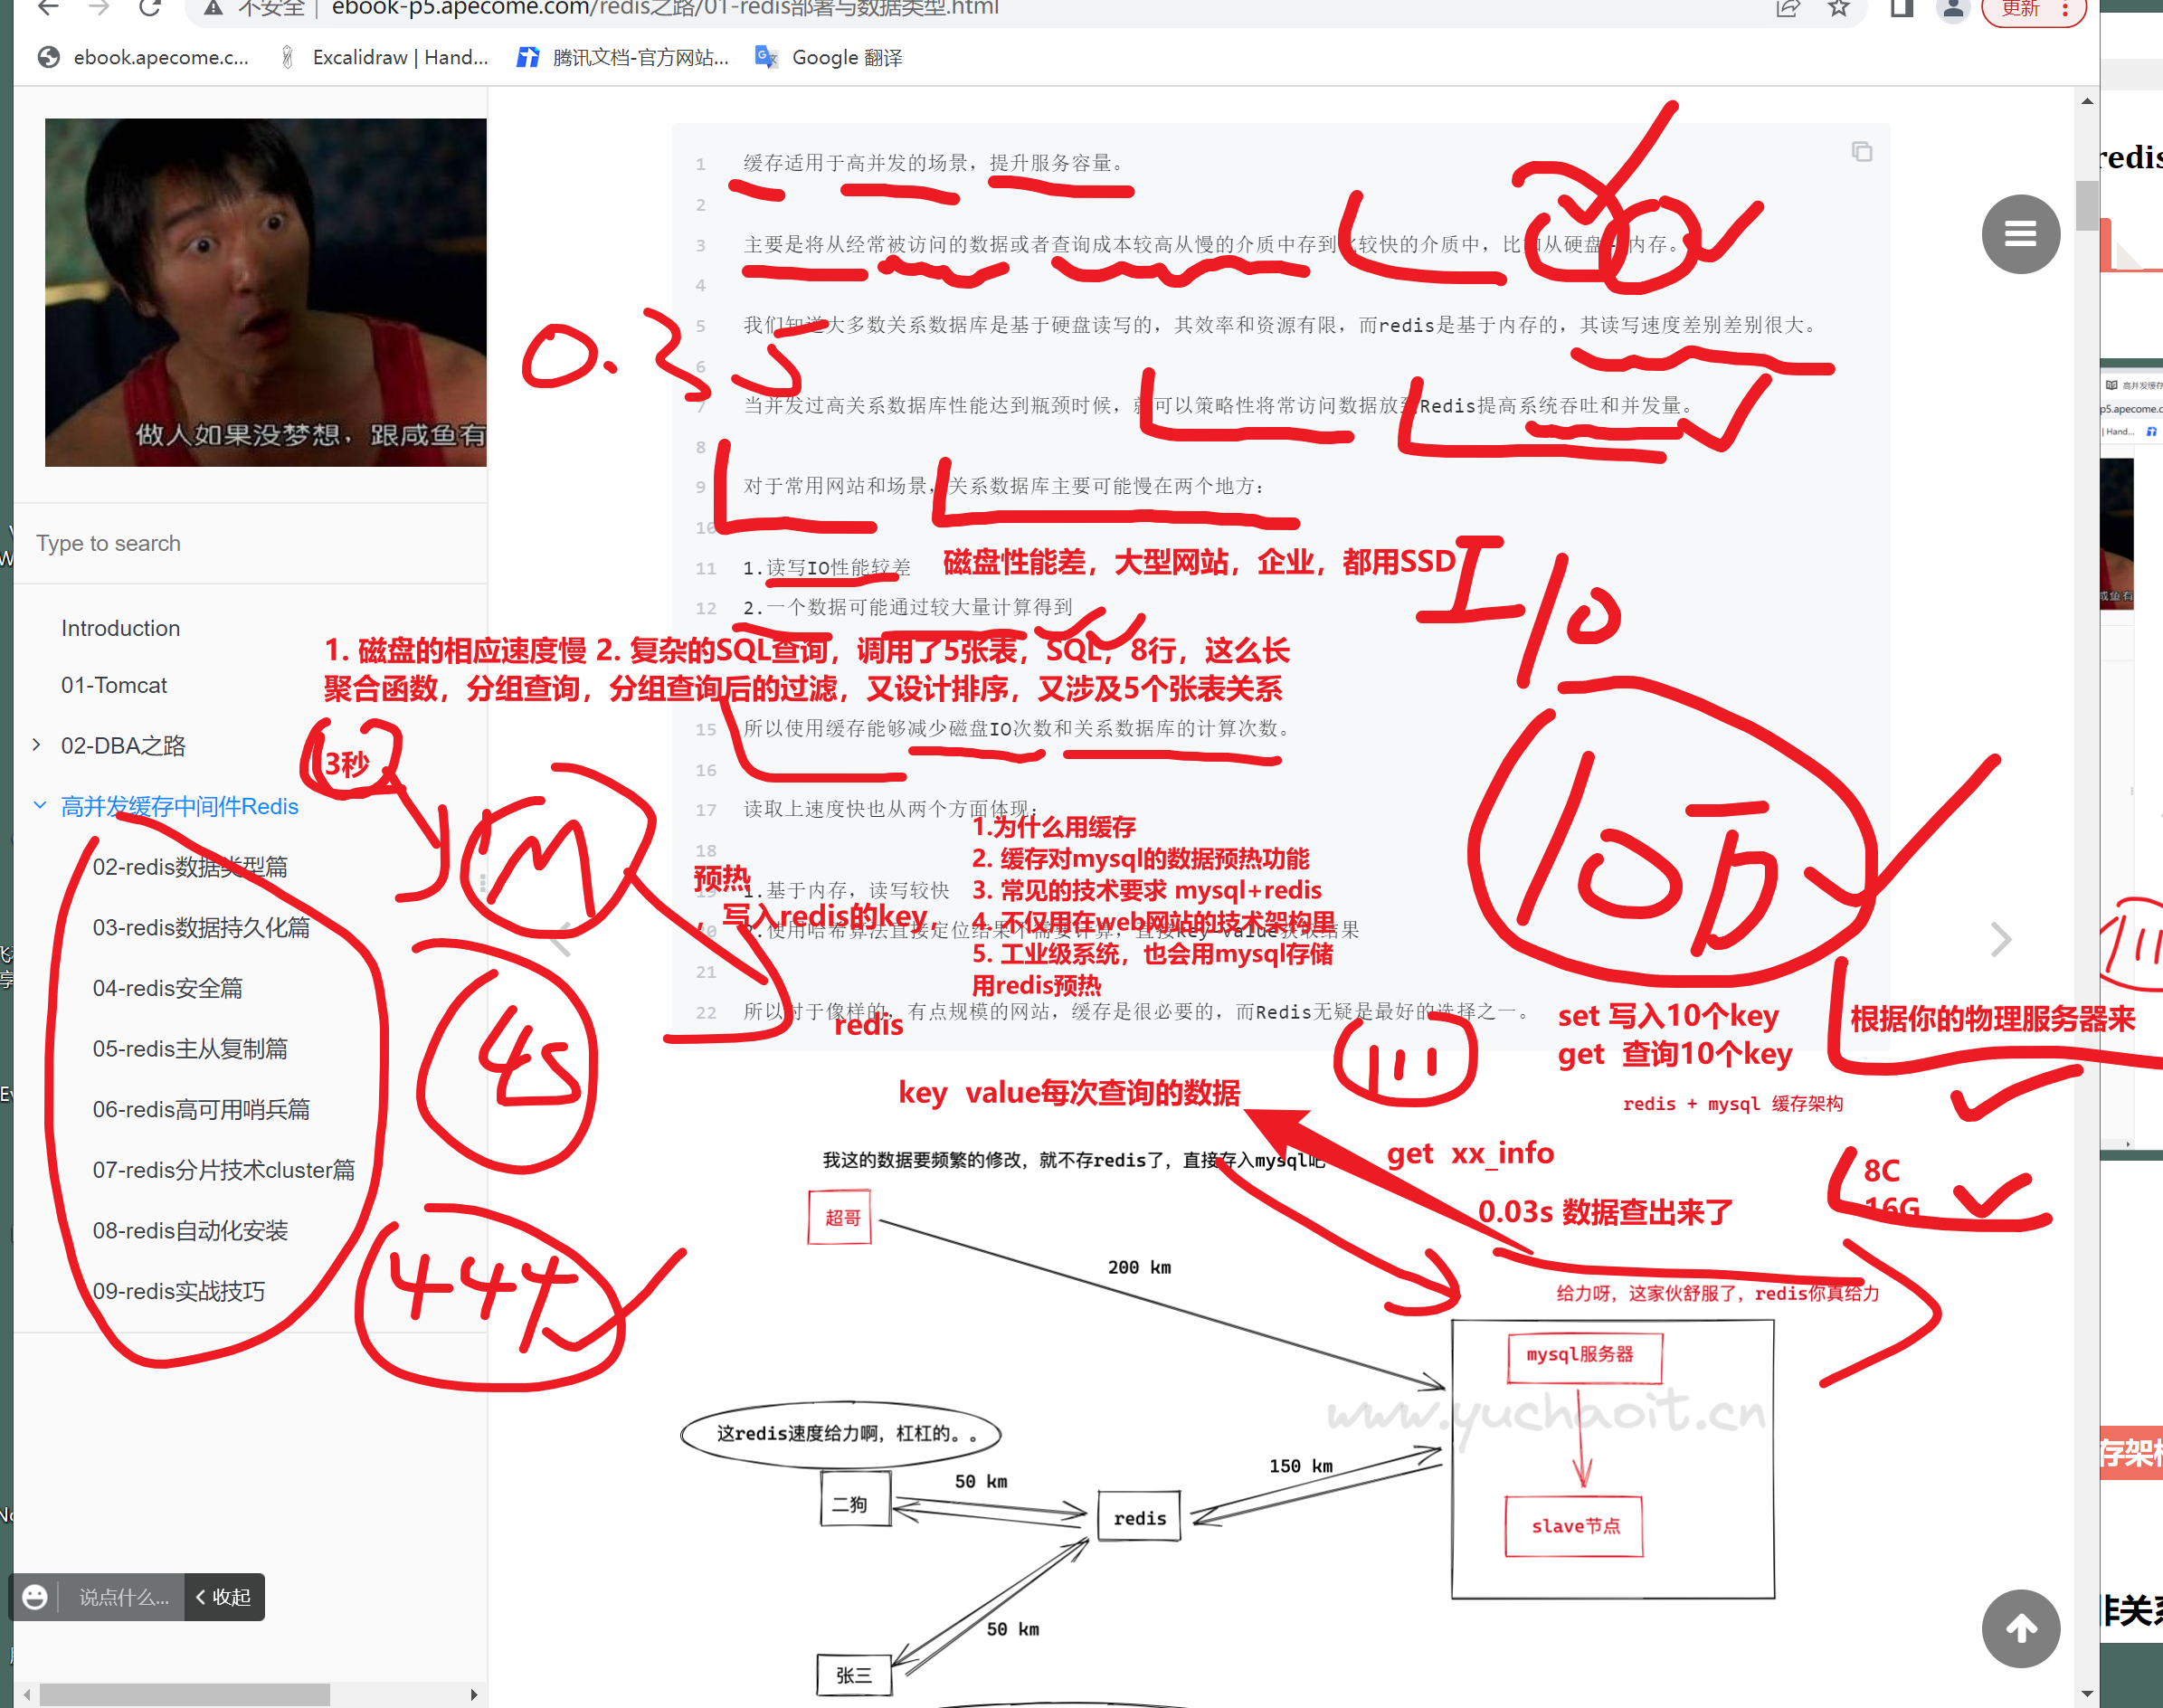 不安全 | ebook-p5.apecome.com/redis之路/01-redis部署与数据类型.html
更新
ebook.apecome.c...
Excalidraw | Hand...
腾讯文档-官方网站...
Google 翻译
做人如果没梦想，跟咸鱼有
Type to search
Introduction
01-Tomcat
02-DBA之路
3秒
高并发缓存中间件Redis
02-redis数据类型篇
03-redis数据持久化篇
04-redis安全篇
05-redis主从复制篇
06-redis高可用哨兵篇
07-redis分片技术cluster篇
08-redis自动化安装
09-redis实战技巧
说点什么...
收起
1 缓存适用于高并发的场景，提升服务容量。
2
3 主要是将从经常被访问的数据或者查询成本较高从慢的介质中存到比较快的介质中，比如从硬盘 内存。
4
5 我们知道大多数关系数据库是基于硬盘读写的，其效率和资源有限，而redis是基于内存的，其读写速度差别差别很大。
0.3s
6
7 当并发过高关系数据库性能达到瓶颈时候，就可以策略性将常访问数据放到Redis提高系统吞吐和并发量。
8
9 对于常用网站和场景，关系数据库主要可能慢在两个地方：
10
11 1.读写IO性能较差
磁盘性能差，大型网站，企业，都用SSD
I/O
12 2.一个数据可能通过较大量计算得到
1. 磁盘的相应速度慢 2. 复杂的SQL查询，调用了5张表，SQL，8行，这么长
聚合函数，分组查询，分组查询后的过滤，又设计排序，又涉及5个张表关系
15 所以使用缓存能够减少磁盘IO次数和关系数据库的计算次数。
16
17 读取上速度快也从两个方面体现：
1M
10万
1.为什么用缓存
2. 缓存对mysql的数据预热功能
3. 常见的技术要求 mysql+redis
4. 不仅用在web网站的技术架构里
5. 工业级系统，也会用mysql存储
用redis预热
18
预热
1.基于内存，读写较快
，写入redis的key，
20 2.使用哈希算法直接定位结果不需要计算，直接key-value获取结果
21
22 所以对于像样的，有点规模的网站，缓存是很必要的，而Redis无疑是最好的选择之一。
redis
4s
444
set 写入10个key
get 查询10个key
根据你的物理服务器来
key value每次查询的数据
redis + mysql 缓存架构
我这的数据要频繁的修改，就不存redis了，直接存入mysql吧
get xx_info
8C
16G
0.03s 数据查出来了
超哥
200 km
给力呀，这家伙舒服了，redis你真给力
mysql服务器
www.yuchaoit.cn
这redis速度给力啊，杠杠的。。
150 km
50 km
二狗
redis
slave节点
50 km
张三
redis
高并发缓存
p5.apecome.c
| Hand...
存架构
非关系